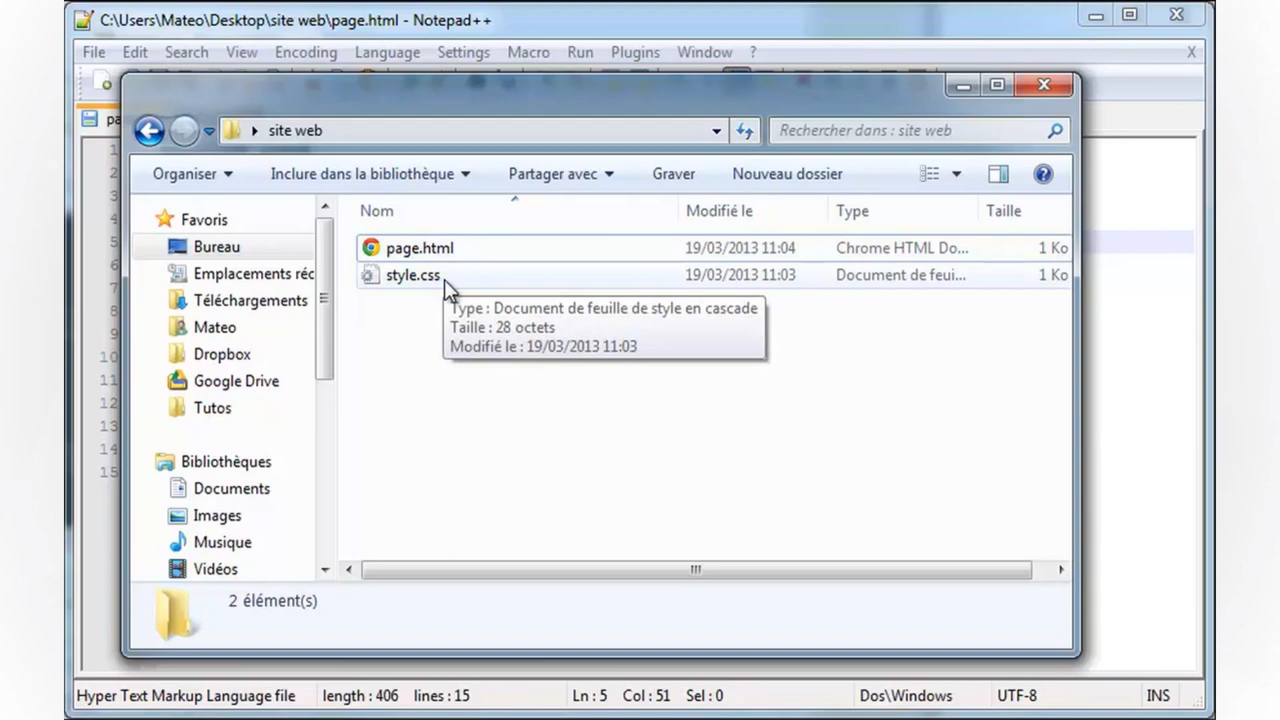 C:\Users\Mateo\Desktop\site web\page.html - Notepad++
File Edit Search View Encoding Language Settings Macro Run Plugins Window ? X
site web
Rechercher dans : site web
Organiser Inclure dans la bibliothèque Partager avec Graver Nouveau dossier
Nom Modifié le Type Taille
page.html 19/03/2013 11:04 Chrome HTML Do... 1 Ko
style.css 19/03/2013 11:03 Document de feui... 1 Ko
Type : Document de feuille de style en cascade
Taille : 28 octets
Modifié le : 19/03/2013 11:03
Favoris
Bureau
Emplacements réc
Téléchargements
Mateo
Dropbox
Google Drive
Tutos
Bibliothèques
Documents
Images
Musique
Vidéos
2 élément(s)
1
2
3
4
5
6
7
8
9
10
11
12
13
14
15
Hyper Text Markup Language file length : 406 lines : 15 Ln : 5 Col : 51 Sel : 0 Dos\Windows UTF-8 INS